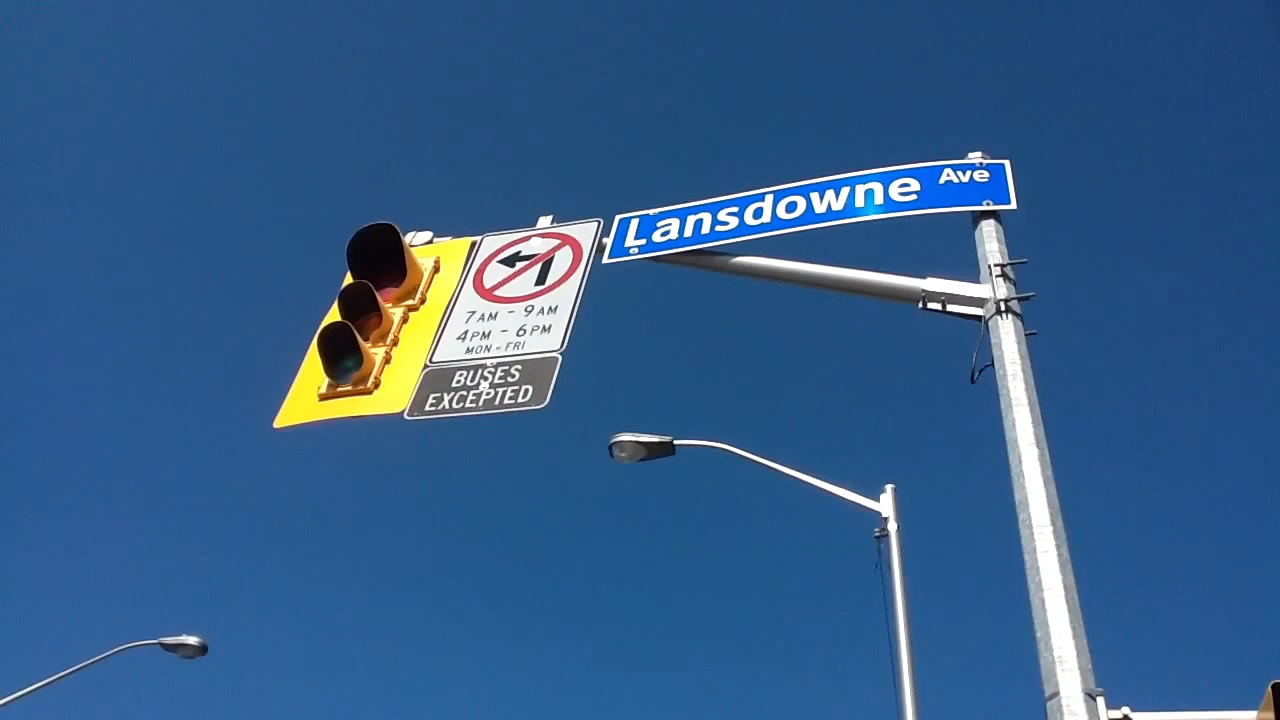 Lansdowne Ave
7AM - 9AM
4PM - 6PM
MON - FRI
BUSES
EXCEPTED